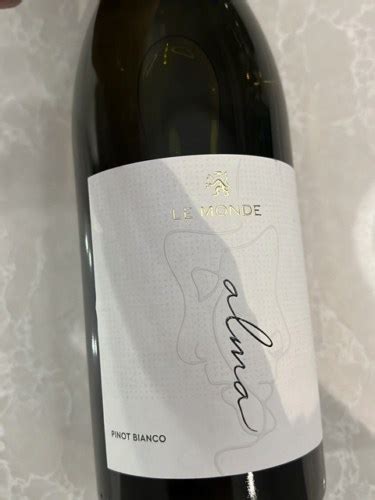 LE MONDE
alma
PINOT BIANCO